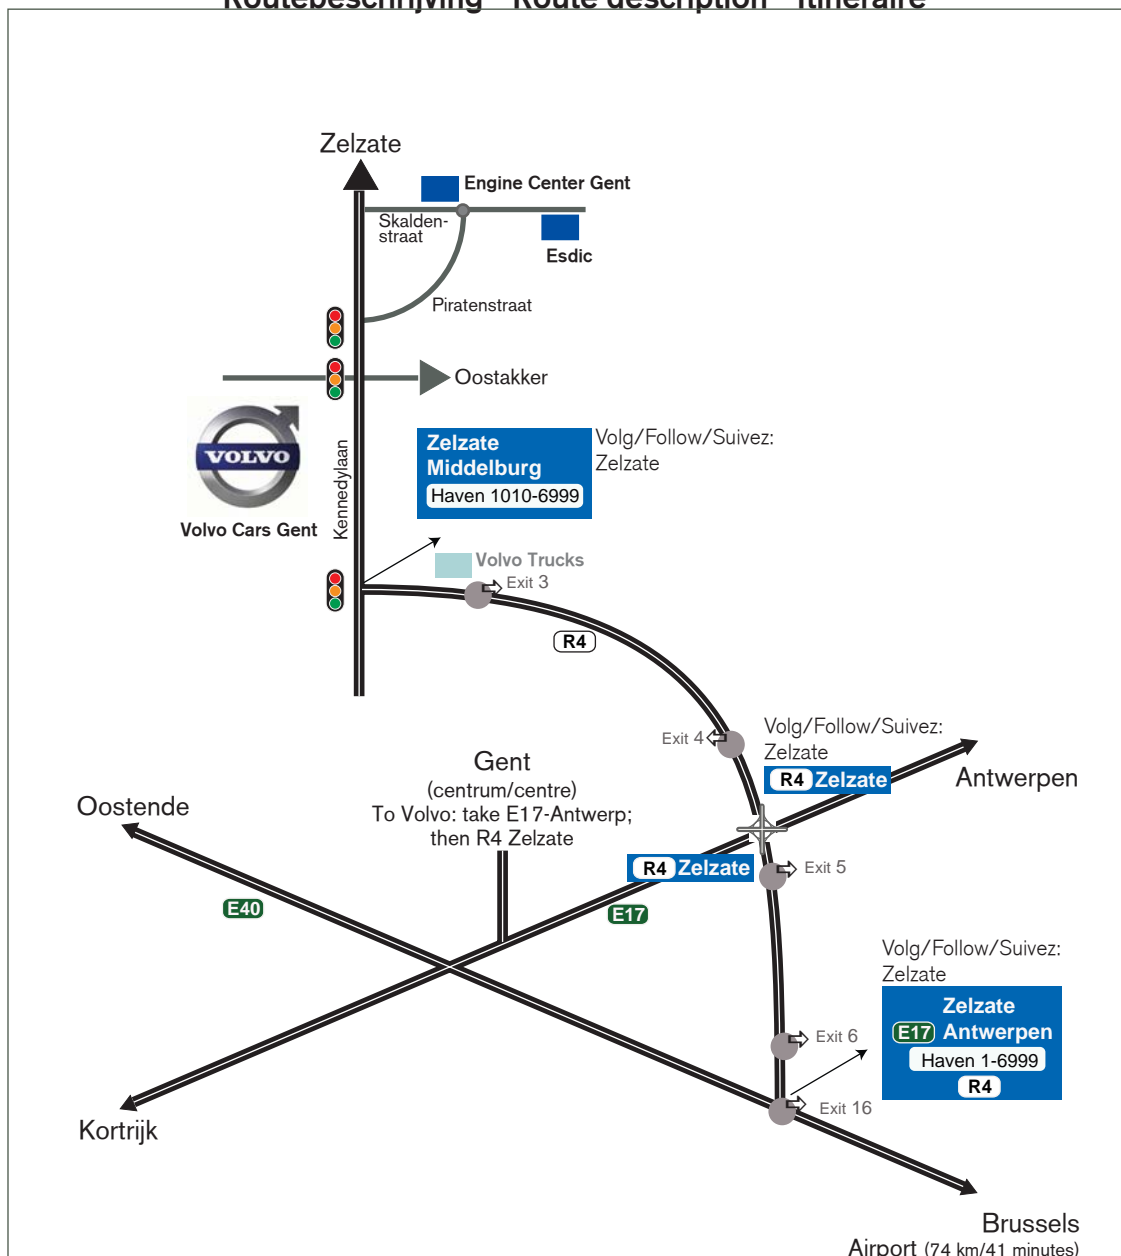 Routebeschrijving - Route description - Itinéraire
Zelzate
Engine Center Gent
Skalden-
straat
Esdic
Piratenstraat
Oostakker
VOLVO
Volvo Cars Gent
Kennedylaan
Zelzate
Middelburg
Haven 1010-6999
Volg/Follow/Suivez:
Zelzate
Volvo Trucks
Exit 3
R4
Exit 4
Volg/Follow/Suivez:
Zelzate
R4 Zelzate
Antwerpen
Gent
(centrum/centre)
To Volvo: take E17-Antwerp;
then R4 Zelzate
Oostende
R4 Zelzate
Exit 5
E40
E17
Volg/Follow/Suivez:
Zelzate
Zelzate
E17 Antwerpen
Haven 1-6999
R4
Exit 6
Exit 16
Kortrijk
Brussels
Airport (74 km/41 minutes)